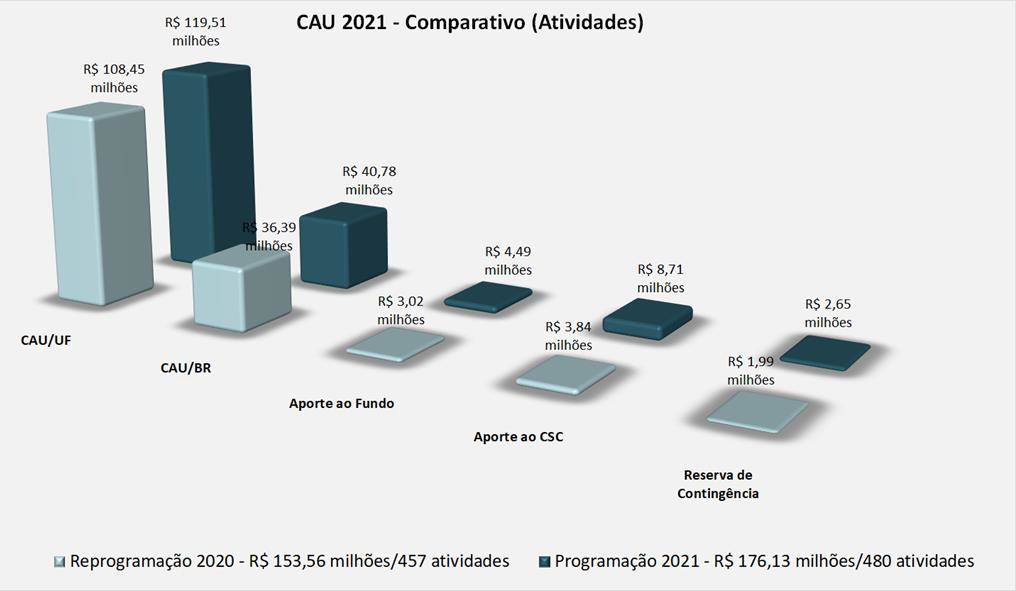 CAU 2021 - Comparativo (Atividades)
R$ 119,51
milhões
R$ 108,45
milhões
R$ 40,78
milhões
R$ 36,39
milhões
R$ 4,49
milhões
R$ 3,02
milhões
R$ 8,71
milhões
R$ 3,84
milhões
R$ 2,65
milhões
R$ 1,99
milhões
CAU/UF
CAU/BR
Aporte ao Fundo
Aporte ao CSC
Reserva de
Contingência
Reprogramação 2020 - R$ 153,56 milhões/457 atividades
Programação 2021 - R$ 176,13 milhões/480 atividades